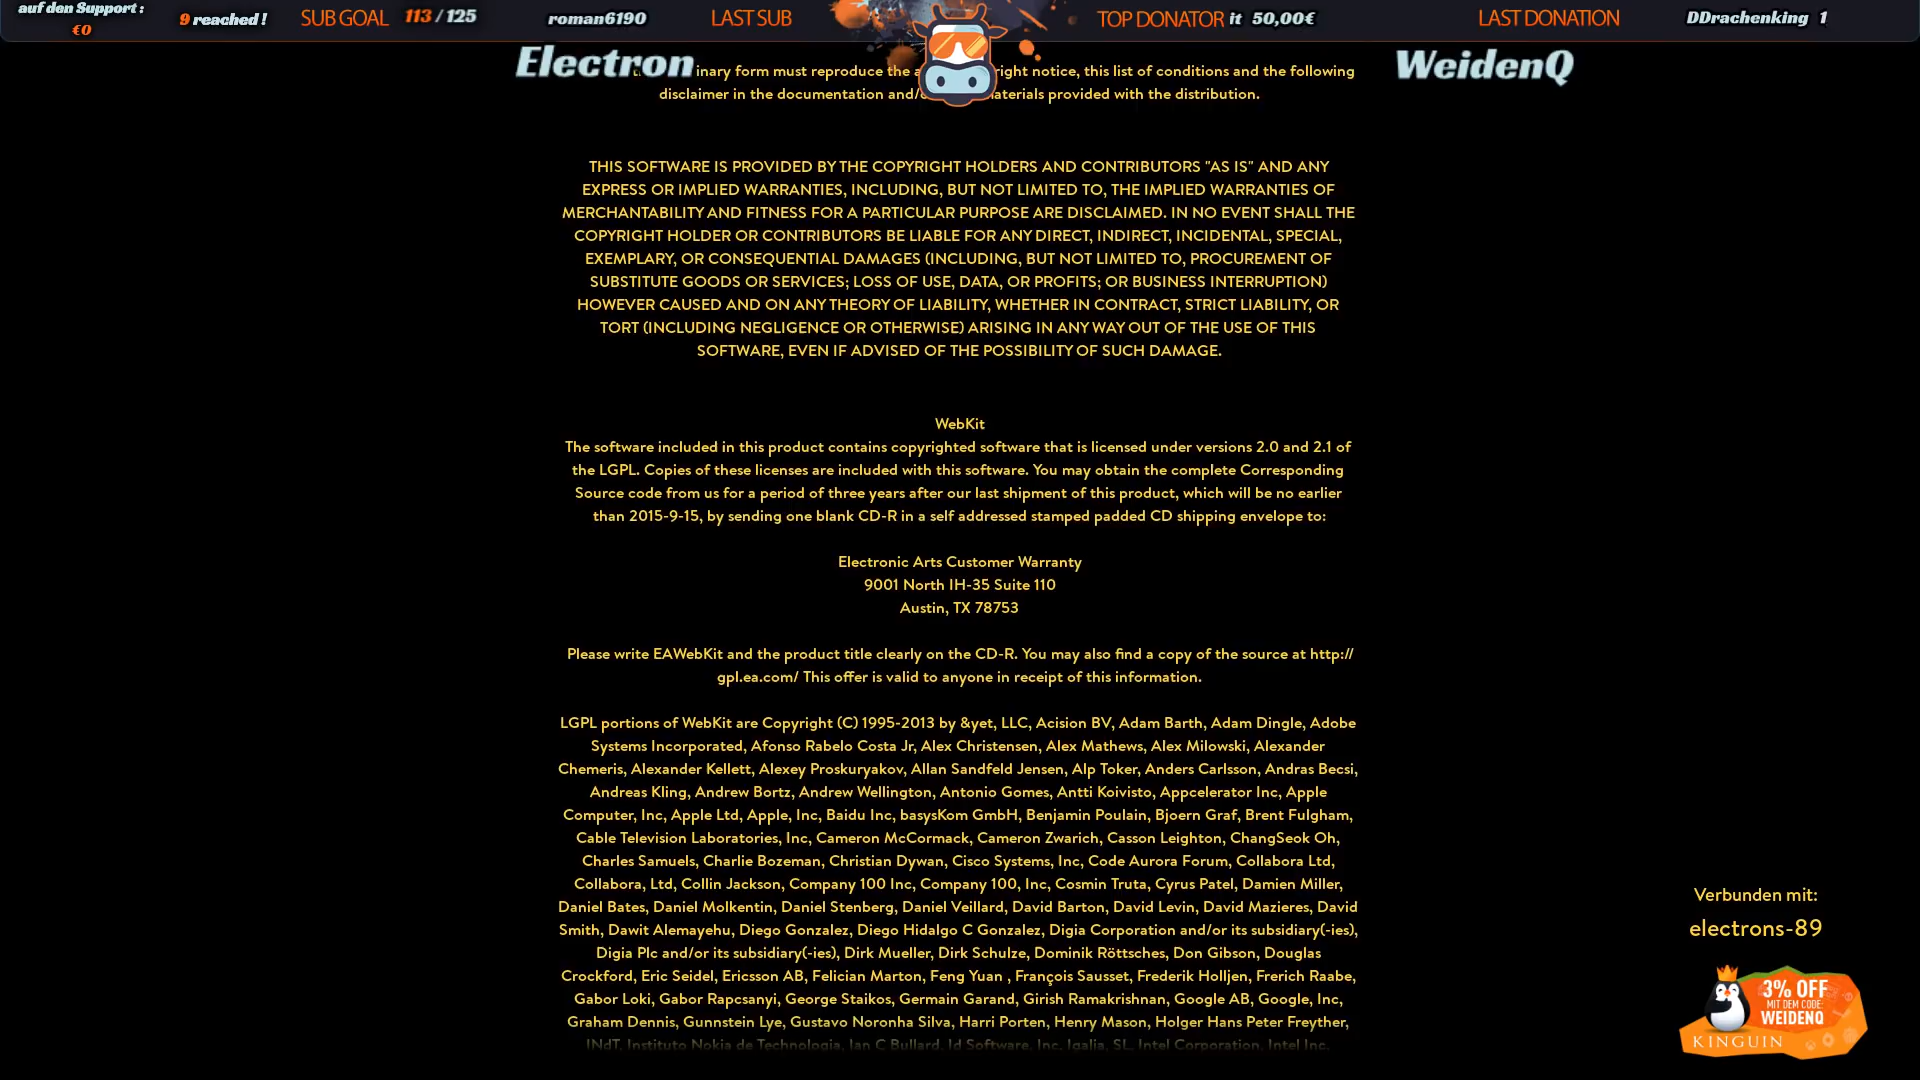 auf den Support :
€0
9 reached !
SUB GOAL 113 / 125
roman6190
LAST SUB
TOP DONATOR it 50,00€
LAST DONATION
DDrachenking 1
Electron
WeidenQ
inary form must reproduce the a right notice, this list of conditions and the following
disclaimer in the documentation and/ aterials provided with the distribution.
THIS SOFTWARE IS PROVIDED BY THE COPYRIGHT HOLDERS AND CONTRIBUTORS "AS IS" AND ANY
EXPRESS OR IMPLIED WARRANTIES, INCLUDING, BUT NOT LIMITED TO, THE IMPLIED WARRANTIES OF
MERCHANTABILITY AND FITNESS FOR A PARTICULAR PURPOSE ARE DISCLAIMED. IN NO EVENT SHALL THE
COPYRIGHT HOLDER OR CONTRIBUTORS BE LIABLE FOR ANY DIRECT, INDIRECT, INCIDENTAL, SPECIAL,
EXEMPLARY, OR CONSEQUENTIAL DAMAGES (INCLUDING, BUT NOT LIMITED TO, PROCUREMENT OF
SUBSTITUTE GOODS OR SERVICES; LOSS OF USE, DATA, OR PROFITS; OR BUSINESS INTERRUPTION)
HOWEVER CAUSED AND ON ANY THEORY OF LIABILITY, WHETHER IN CONTRACT, STRICT LIABILITY, OR
TORT (INCLUDING NEGLIGENCE OR OTHERWISE) ARISING IN ANY WAY OUT OF THE USE OF THIS
SOFTWARE, EVEN IF ADVISED OF THE POSSIBILITY OF SUCH DAMAGE.
WebKit
The software included in this product contains copyrighted software that is licensed under versions 2.0 and 2.1 of
the LGPL. Copies of these licenses are included with this software. You may obtain the complete Corresponding
Source code from us for a period of three years after our last shipment of this product, which will be no earlier
than 2015-9-15, by sending one blank CD-R in a self addressed stamped padded CD shipping envelope to:
Electronic Arts Customer Warranty
9001 North IH-35 Suite 110
Austin, TX 78753
Please write EAWebKit and the product title clearly on the CD-R. You may also find a copy of the source at http://
gpl.ea.com/ This offer is valid to anyone in receipt of this information.
LGPL portions of WebKit are Copyright (C) 1995-2013 by &yet, LLC, Acision BV, Adam Barth, Adam Dingle, Adobe
Systems Incorporated, Afonso Rabelo Costa Jr, Alex Christensen, Alex Mathews, Alex Milowski, Alexander
Chemeris, Alexander Kellett, Alexey Proskuryakov, Allan Sandfeld Jensen, Alp Toker, Anders Carlsson, Andras Becsi,
Andreas Kling, Andrew Bortz, Andrew Wellington, Antonio Gomes, Antti Koivisto, Appcelerator Inc, Apple
Computer, Inc, Apple Ltd, Apple, Inc, Baidu Inc, basysKom GmbH, Benjamin Poulain, Bjoern Graf, Brent Fulgham,
Cable Television Laboratories, Inc, Cameron McCormack, Cameron Zwarich, Casson Leighton, ChangSeok Oh,
Charles Samuels, Charlie Bozeman, Christian Dywan, Cisco Systems, Inc, Code Aurora Forum, Collabora Ltd,
Collabora, Ltd, Collin Jackson, Company 100 Inc, Company 100, Inc, Cosmin Truta, Cyrus Patel, Damien Miller,
Daniel Bates, Daniel Molkentin, Daniel Stenberg, Daniel Veillard, David Barton, David Levin, David Mazieres, David
Smith, Dawit Alemayehu, Diego Gonzalez, Diego Hidalgo C Gonzalez, Digia Corporation and/or its subsidiary(-ies),
Digia Plc and/or its subsidiary(-ies), Dirk Mueller, Dirk Schulze, Dominik Röttsches, Don Gibson, Douglas
Crockford, Eric Seidel, Ericsson AB, Felician Marton, Feng Yuan , François Sausset, Frederik Holljen, Frerich Raabe,
Gabor Loki, Gabor Rapcsanyi, George Staikos, Germain Garand, Girish Ramakrishnan, Google AB, Google, Inc,
Graham Dennis, Gunnstein Lye, Gustavo Noronha Silva, Harri Porten, Henry Mason, Holger Hans Peter Freyther,
INdT, Instituto Nokia de Technologia, Ian C Bullard, Id Software, Inc, Igalia, SL, Intel Corporation, Intel Inc,
Verbunden mit:
electrons-89
3% OFF
MIT DEM CODE:
WEIDENQ
KINGUIN